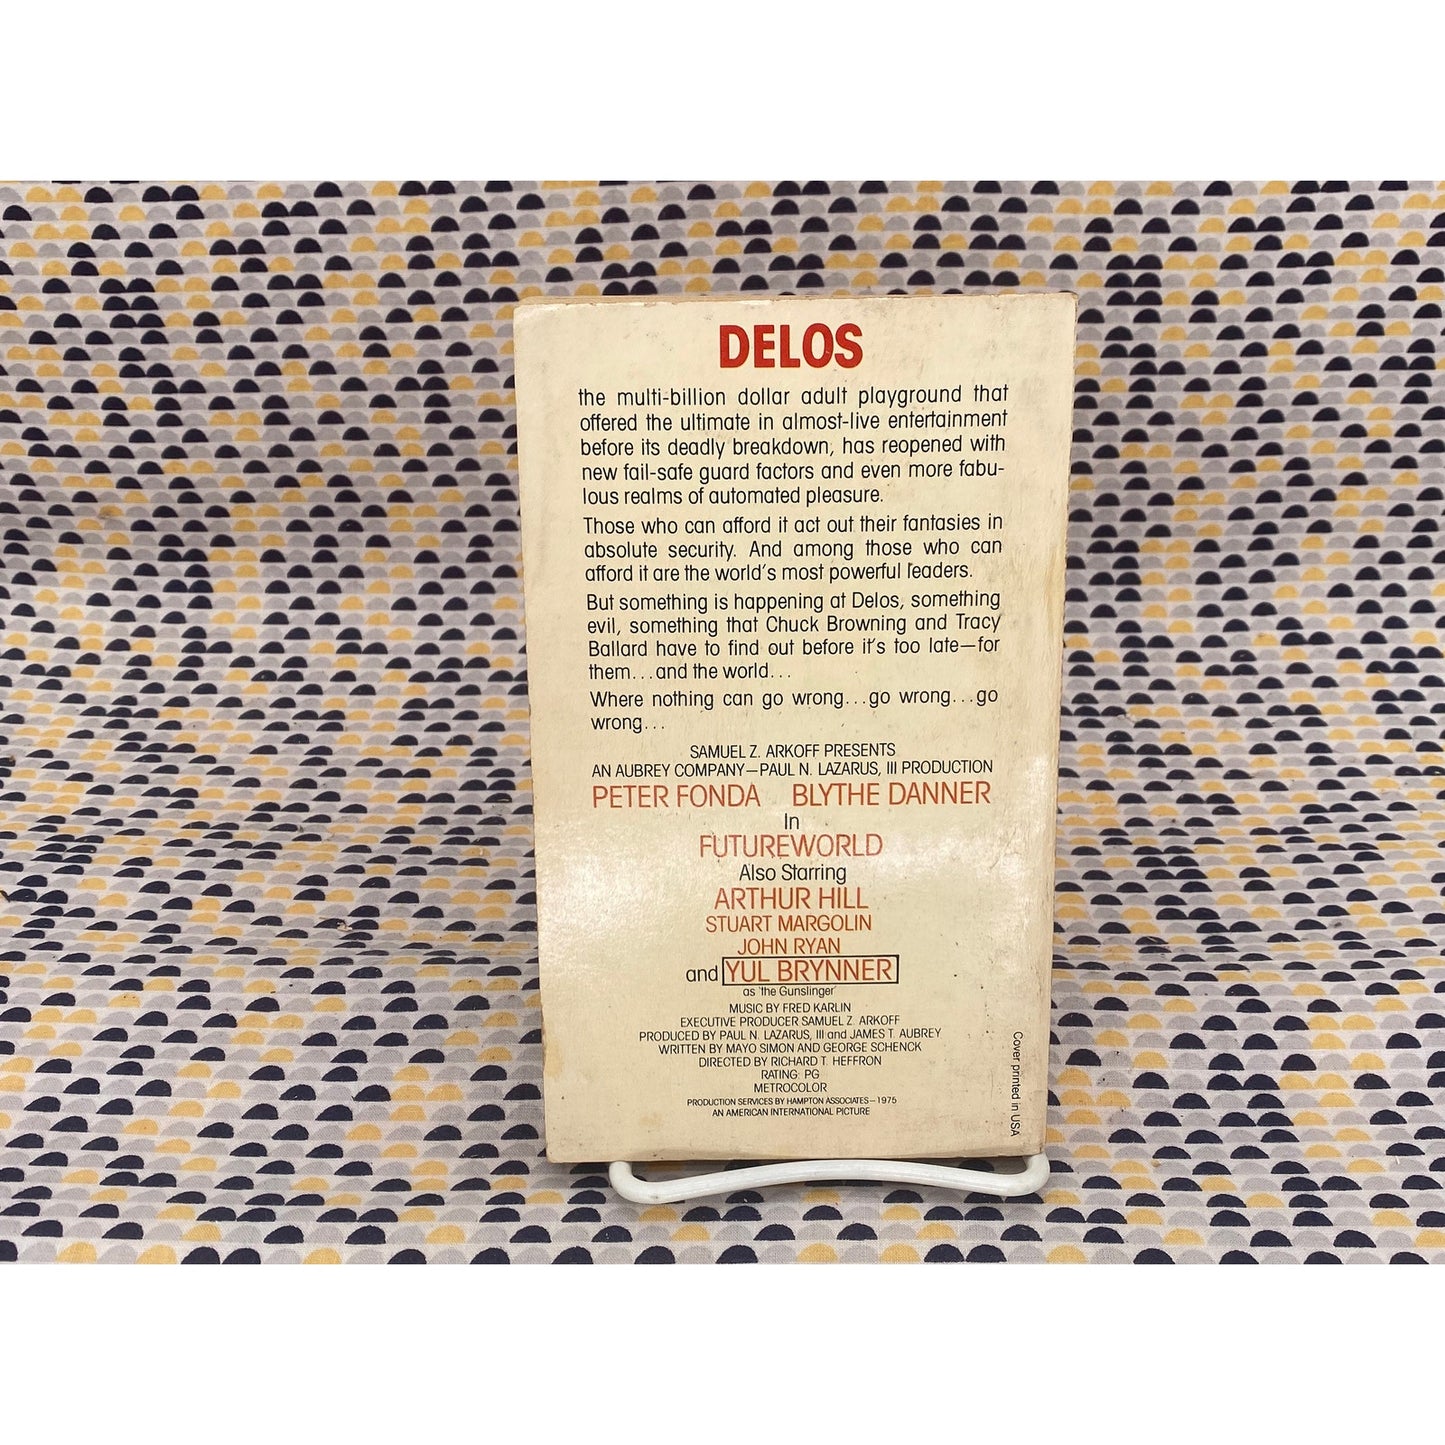 DELOS
the multi-billion dollar adult playground that
offered the ultimate in almost-live entertainment
before its deadly breakdown, has reopened with
new fail-safe guard factors and even more fabu-
lous realms of automated pleasure.
Those who can afford it act out their fantasies in
absolute security. And among those who can
afford it are the world's most powerful leaders.
But something is happening at Delos, something
evil, something that Chuck Browning and Tracy
Ballard have to find out before it's too late—for
them...and the world...
Where nothing can go wrong...go wrong...go
wrong...
SAMUEL Z. ARKOFF PRESENTS
AN AUBREY COMPANY—PAUL N. LAZARUS, III PRODUCTION
PETER FONDA BLYTHE DANNER
In
FUTUREWORLD
Also Starring
ARTHUR HILL
STUART MARGOLIN
JOHN RYAN
and YUL BRYNNER
as 'the Gunslinger'
MUSIC BY FRED KARLIN
EXECUTIVE PRODUCER SAMUEL Z. ARKOFF
PRODUCED BY PAUL N. LAZARUS, III and JAMES T. AUBREY
WRITTEN BY MAYO SIMON AND GEORGE SCHENCK
DIRECTED BY RICHARD T. HEFFRON
RATING: PG
METROCOLOR
PRODUCTION SERVICES BY HAMPTON ASSOCIATES—1975
AN AMERICAN INTERNATIONAL PICTURE
Cover printed in USA